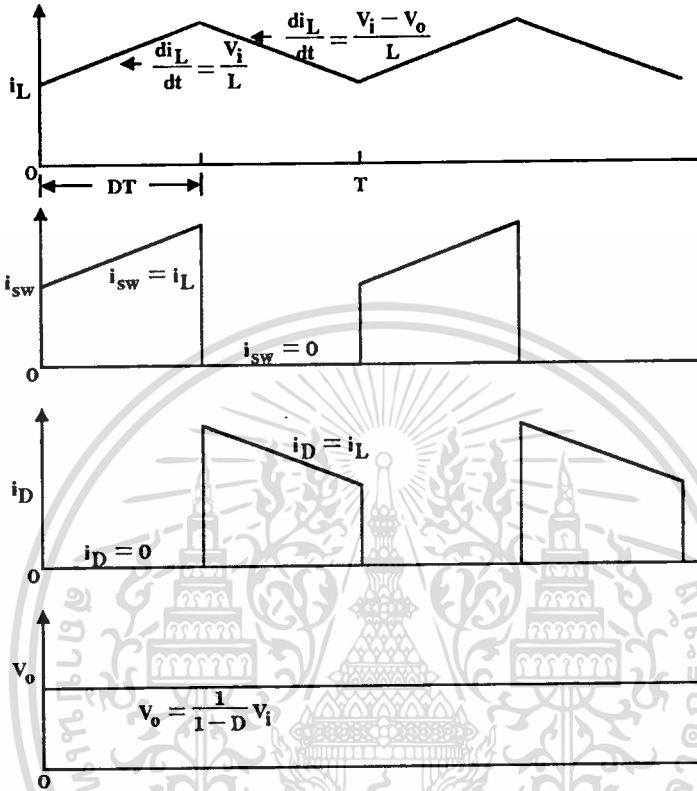 i_L
di_L/dt = V_i/L
di_L/dt = (V_i − V_o)/L
0
DT
T
i_sw
i_sw = i_L
i_sw = 0
0
i_D
i_D = i_L
i_D = 0
0
V_o
V_o = 1/(1 − D) V_i
0